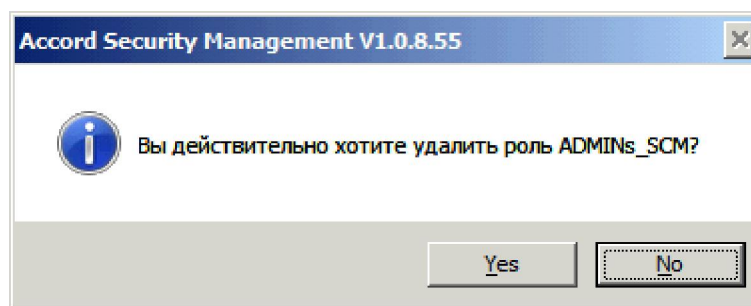 Accord Security Management V1.0.8.55
Вы действительно хотите удалить роль ADMINs_SCM?
Yes
No